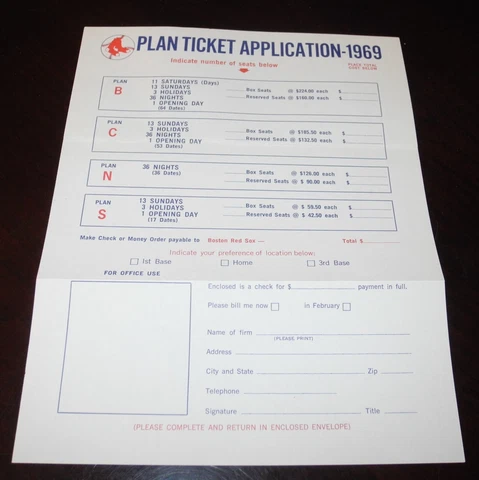 PLAN TICKET APPLICATION-1969
Indicate number of seats below
PLACE TOTAL
COST BELOW
PLAN
B
11 SATURDAYS (Days)
13 SUNDAYS
3 HOLIDAYS
36 NIGHTS
1 OPENING DAY
(64 Dates)
Box Seats @ $224.00 each $
Reserved Seats @ $160.00 each $
PLAN
C
13 SUNDAYS
3 HOLIDAYS
36 NIGHTS
1 OPENING DAY
(53 Dates)
Box Seats @ $185.50 each $
Reserved Seats @ $132.50 each $
PLAN
N
36 NIGHTS
(36 Dates)
Box Seats @ $126.00 each $
Reserved Seats @ $ 90.00 each $
PLAN
S
13 SUNDAYS
3 HOLIDAYS
1 OPENING DAY
(17 Dates)
Box Seats @ $ 59.50 each $
Reserved Seats @ $ 42.50 each $
Make Check or Money Order payable to Boston Red Sox — Total $
Indicate your preference of location below:
1st Base Home 3rd Base
FOR OFFICE USE
Enclosed is a check for $ payment in full.
Please bill me now in February
Name of firm
(PLEASE PRINT)
Address
City and State Zip
Telephone
Signature Title
(PLEASE COMPLETE AND RETURN IN ENCLOSED ENVELOPE)